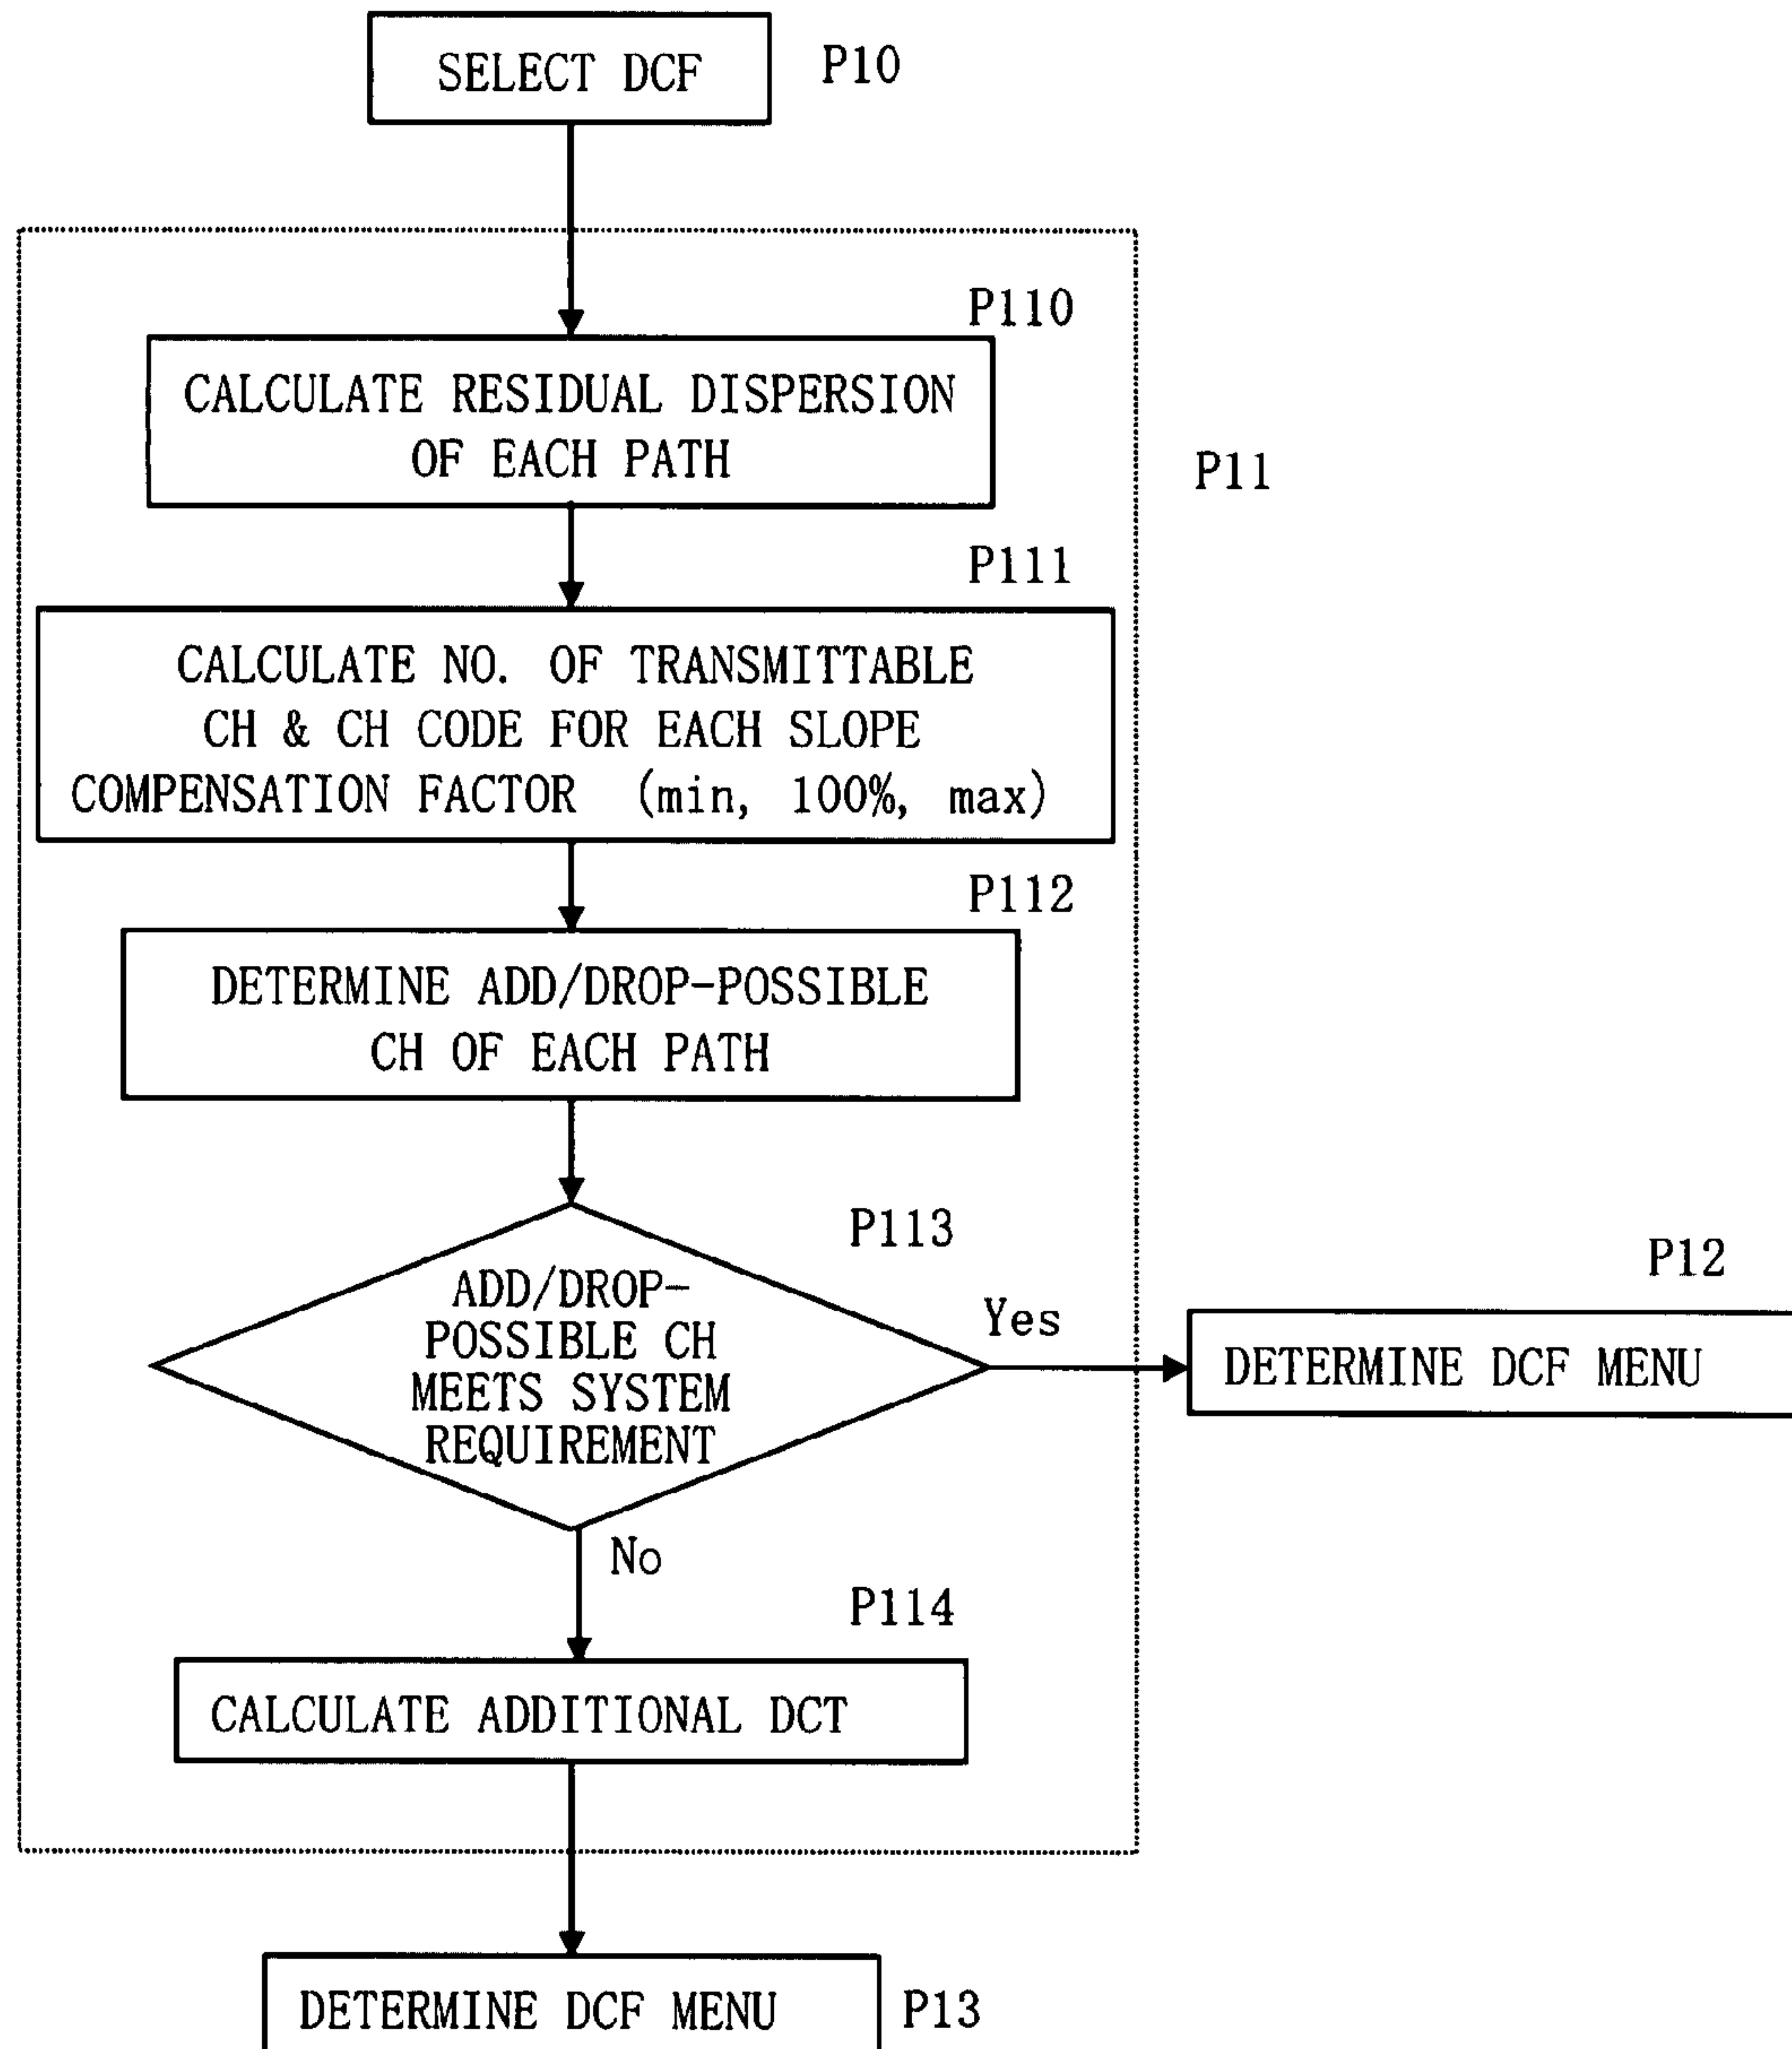 SELECT DCF
P10
P110
CALCULATE RESIDUAL DISPERSION
OF EACH PATH
P11
P111
CALCULATE NO. OF TRANSMITTABLE
CH & CH CODE FOR EACH SLOPE
COMPENSATION FACTOR (min, 100%, max)
P112
DETERMINE ADD/DROP-POSSIBLE
CH OF EACH PATH
P113
ADD/DROP-
POSSIBLE CH
MEETS SYSTEM
REQUIREMENT
Yes
P12
DETERMINE DCF MENU
No
P114
CALCULATE ADDITIONAL DCT
DETERMINE DCF MENU
P13